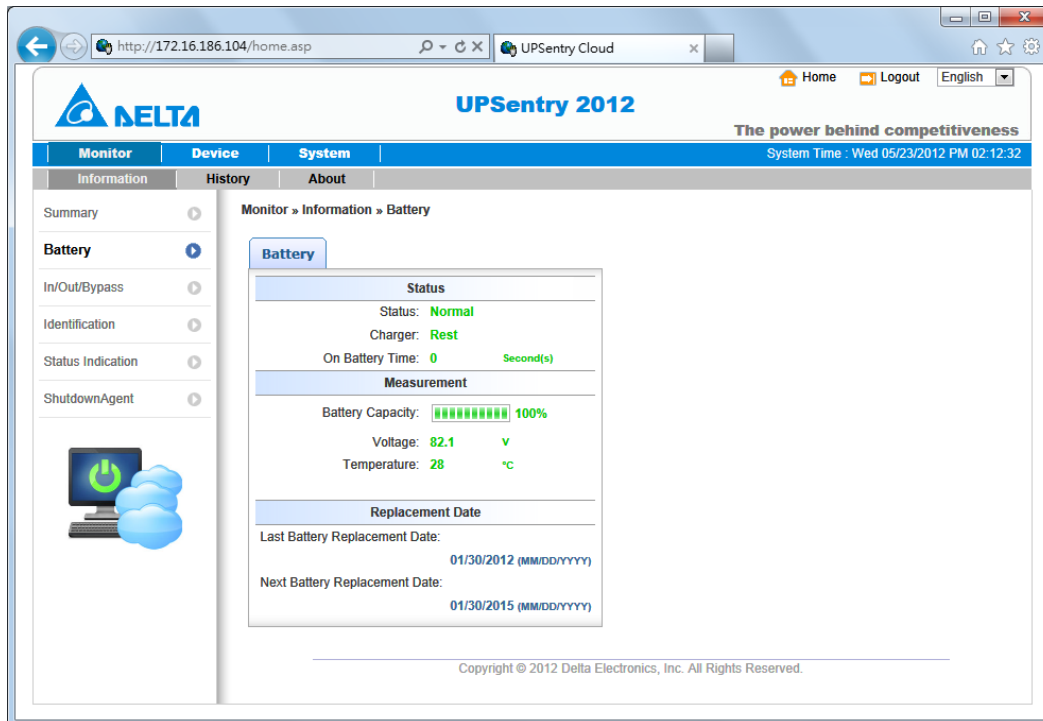 http://172.16.186.104/home.asp
UPSentry Cloud
Home Logout English
DELTA
UPSentry 2012
The power behind competitiveness
Monitor Device System System Time : Wed 05/23/2012 PM 02:12:32
Information History About
Summary
Battery
In/Out/Bypass
Identification
Status Indication
ShutdownAgent
Monitor » Information » Battery
Battery
Status
Status: Normal
Charger: Rest
On Battery Time: 0 Second(s)
Measurement
Battery Capacity: 100%
Voltage: 82.1 V
Temperature: 28 °C
Replacement Date
Last Battery Replacement Date:
01/30/2012 (MM/DD/YYYY)
Next Battery Replacement Date:
01/30/2015 (MM/DD/YYYY)
Copyright © 2012 Delta Electronics, Inc. All Rights Reserved.